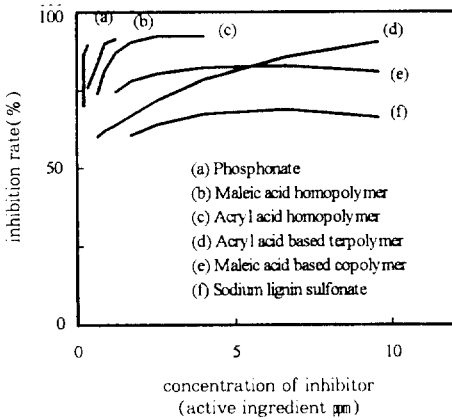 100
(a) (b) (c) (d)
(e)
(f)
50
0
inhibition rate(%)
(a) Phosphonate
(b) Maleic acid homopolymer
(c) Acryl acid homopolymer
(d) Acryl acid based terpolymer
(e) Maleic acid based copolymer
(f) Sodium lignin sulfonate
0 5 10
concentration of inhibitor
(active ingredient ppm)